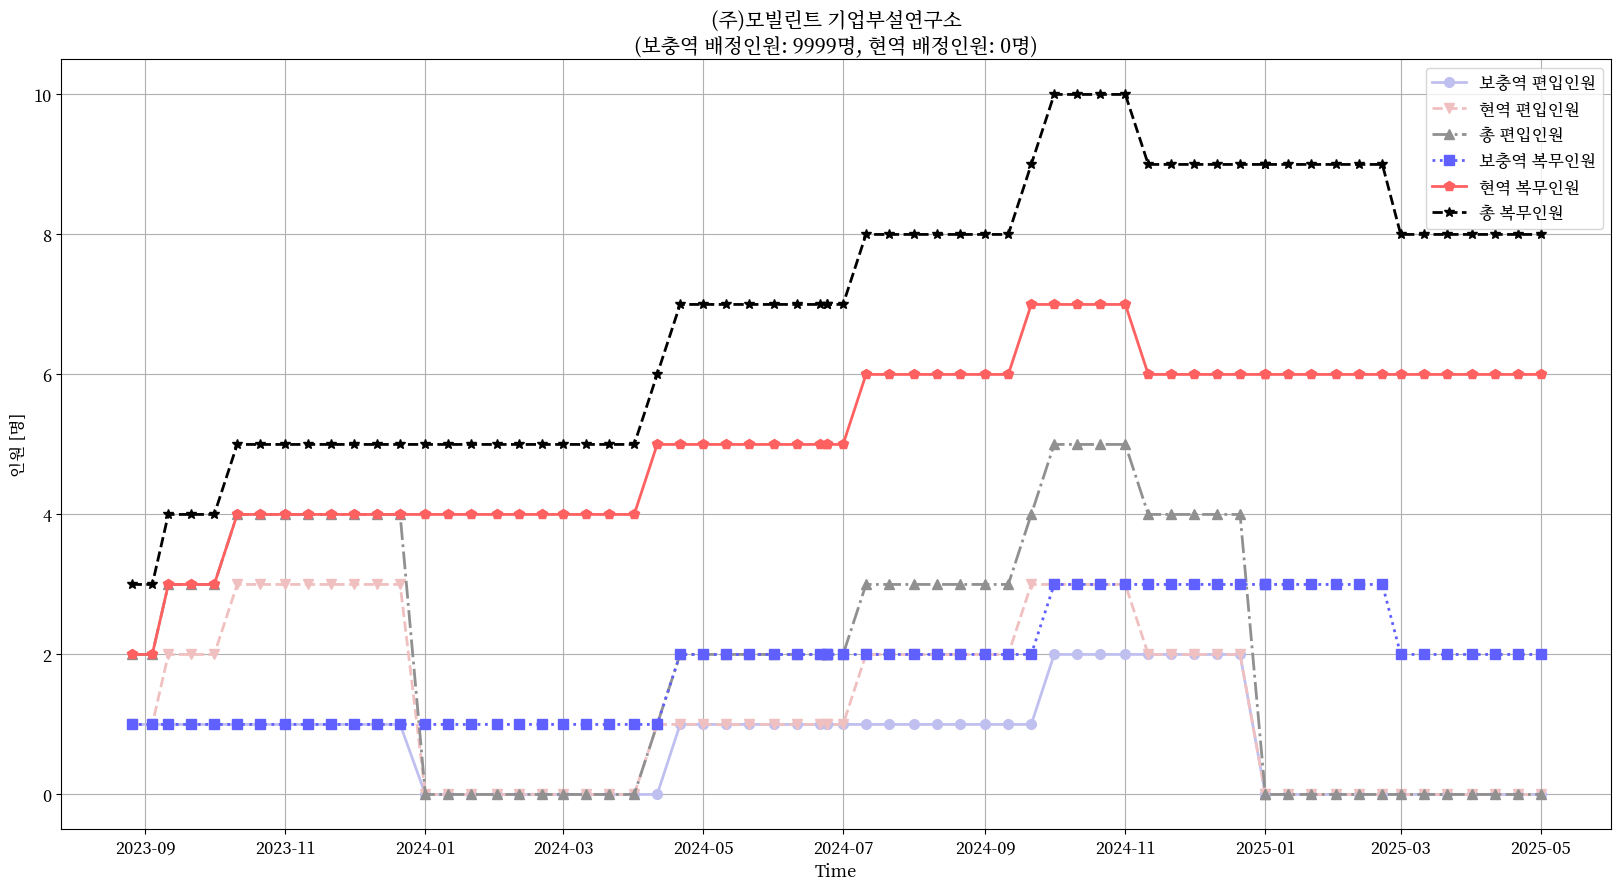 (주)모빌린트 기업부설연구소
(보충역 배정인원: 9999명, 현역 배정인원: 0명)
보충역 편입인원
현역 편입인원
총 편입인원
보충역 복무인원
현역 복무인원
총 복무인원
인원 [명]
10
8
6
4
2
0
2023-09 2023-11 2024-01 2024-03 2024-05 2024-07 2024-09 2024-11 2025-01 2025-03 2025-05
Time